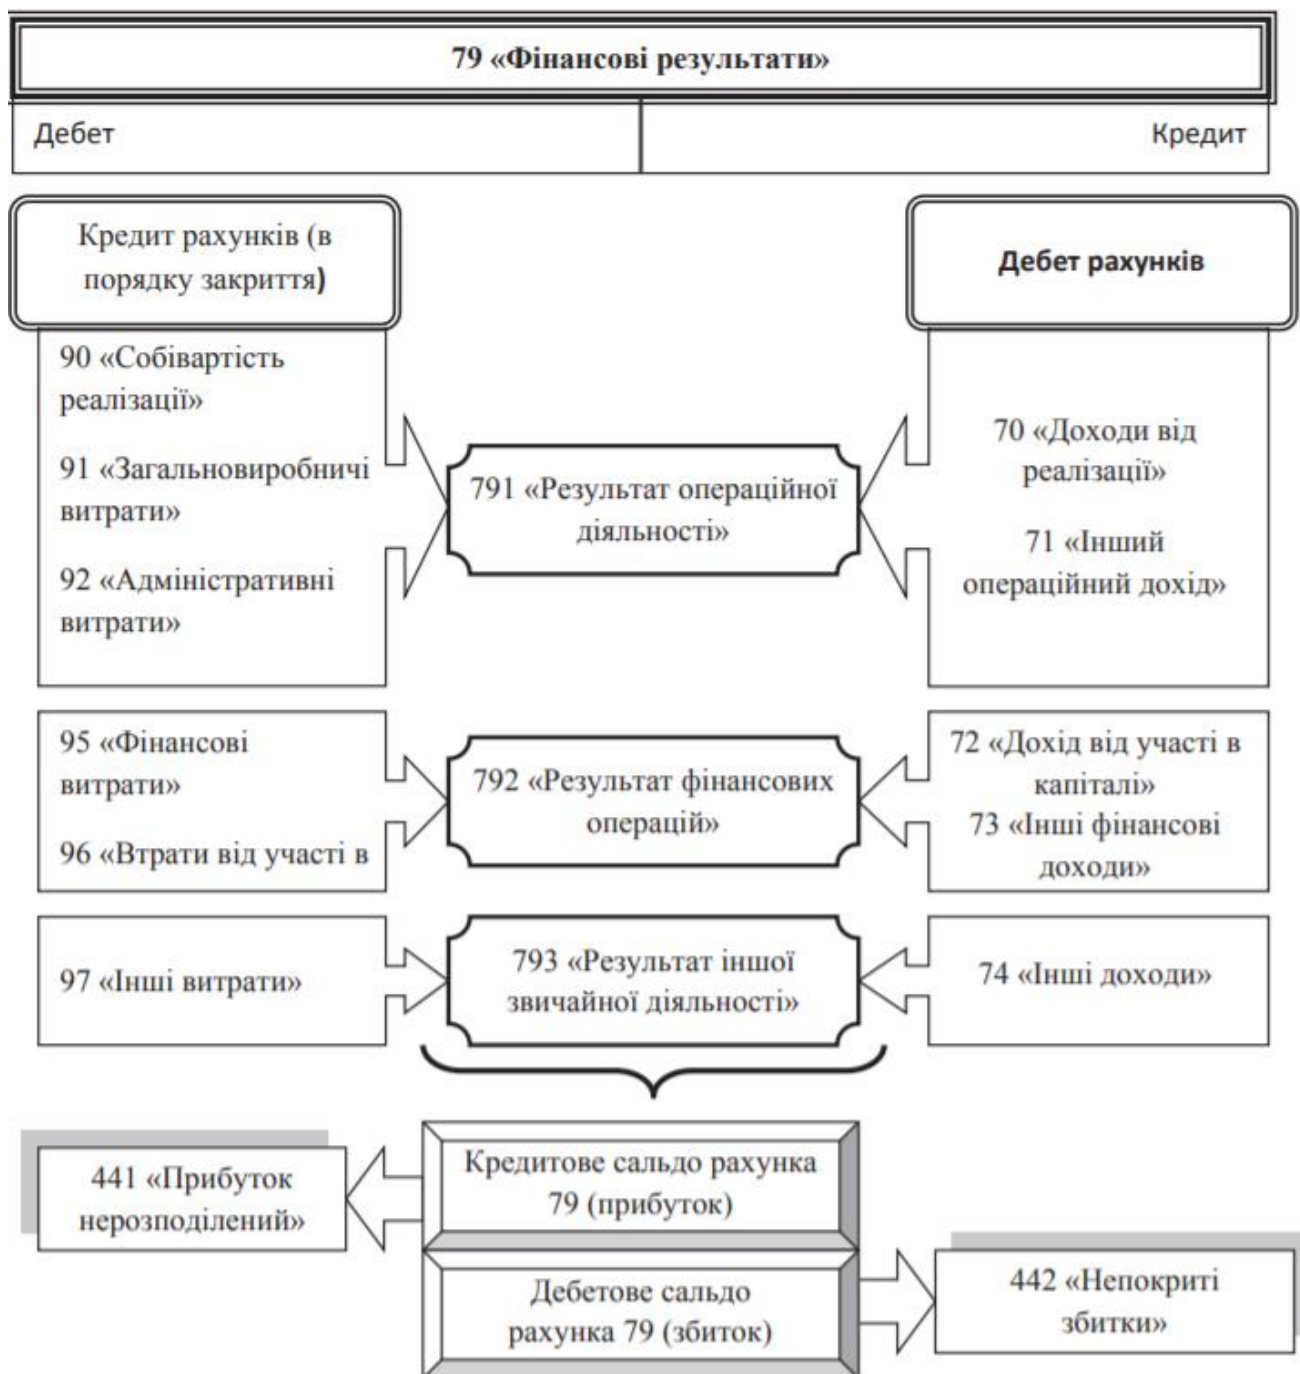 79 «Фінансові результати»
Дебет
Кредит
Кредит рахунків (в
порядку закриття)
Дебет рахунків
90 «Собівартість
реалізації»
91 «Загальновиробничі
витрати»
92 «Адміністративні
витрати»
791 «Результат операційної
діяльності»
70 «Доходи від
реалізації»
71 «Інший
операційний дохід»
95 «Фінансові
витрати»
96 «Втрати від участі в
792 «Результат фінансових
операцій»
72 «Дохід від участі в
капіталі»
73 «Інші фінансові
доходи»
97 «Інші витрати»
793 «Результат іншої
звичайної діяльності»
74 «Інші доходи»
441 «Прибуток
нерозподілений»
Кредитове сальдо рахунка
79 (прибуток)
Дебетове сальдо
рахунка 79 (збиток)
442 «Непокриті
збитки»